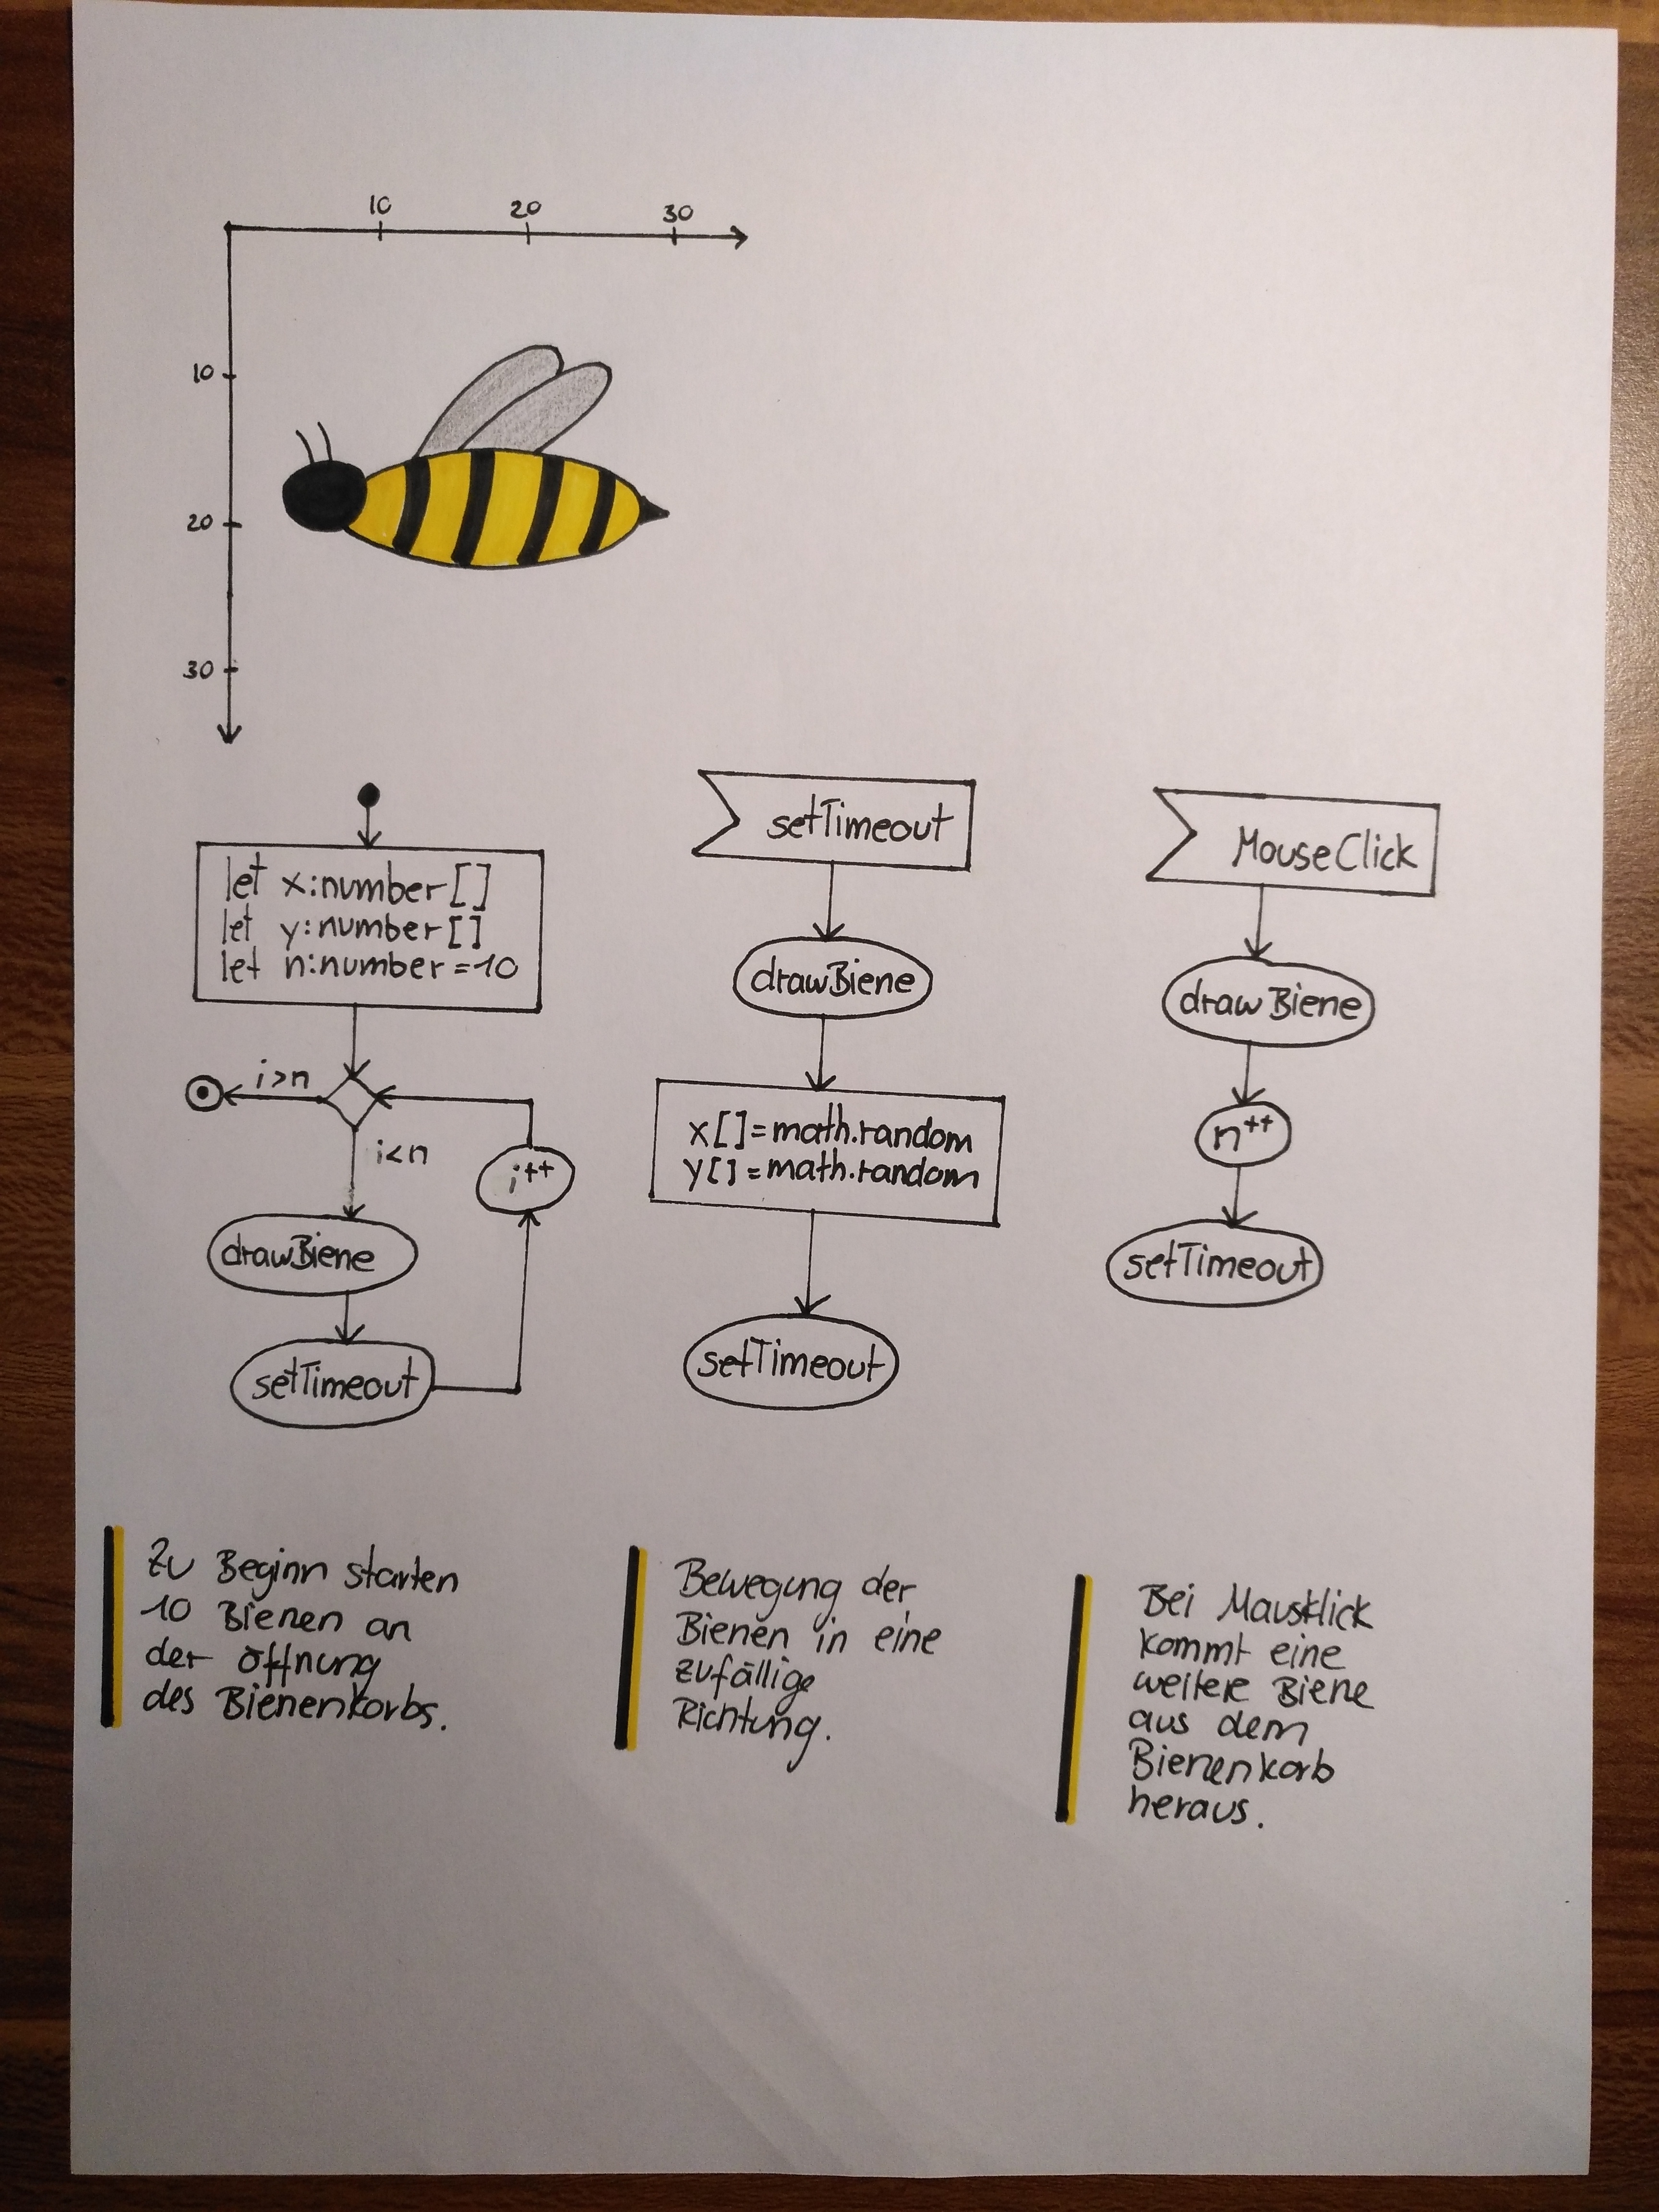 10 20 30
10
20
30
let x:number[]
let y:number[]
let n:number=10
i>n
i<n
i++
drawBiene
setTimeout
setTimeout
drawBiene
x[]=math.random
y[]=math.random
setTimeout
MouseClick
drawBiene
n++
setTimeout
Zu Beginn starten
10 Bienen an
der Öffnung
des Bienenkorbs.
Bewegung der
Bienen in eine
zufällige
Richtung.
Bei Mausklick
kommt eine
weitere Biene
aus dem
Bienenkorb
heraus.